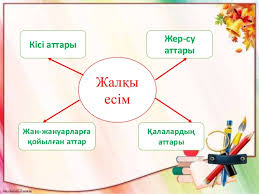 Кісі аттары
Жер-су
аттары
Жалқы
есім
Жан-жануарларға
қойылған аттар
Қалалардың
аттары